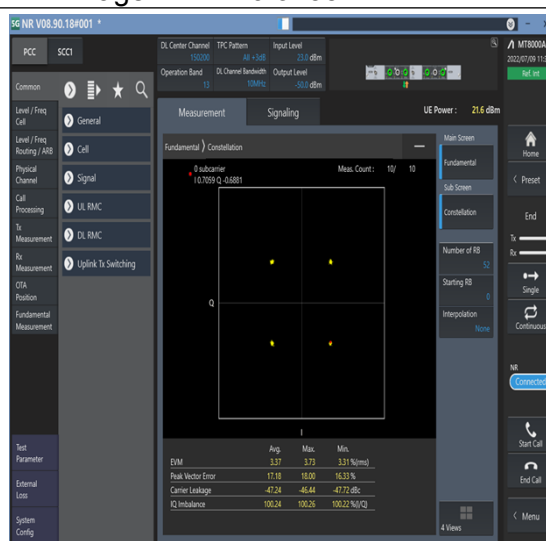 5G NR V08.90.18#001 *
PCC
SCC1
DL Center Channel
150200
TPC Pattern
All +3dB
Input Level
23.0 dBm
Operation Band
13
DL Channel Bandwidth
10MHz
Output Level
-50.0 dBm
MT8000A
2022/07/09 11:3
Ref. Int
Common
Level / Freq
Cell
Level / Freq
Routing / ARB
Physical
Channel
Call
Processing
Tx
Measurement
Rx
Measurement
OTA
Position
Fundamental
Measurement
Test
Parameter
External
Loss
System
Config
General
Cell
Signal
UL RMC
DL RMC
Uplink Tx Switching
Measurement
Signaling
UE Power : 21.6 dBm
Fundamental
Constellation
0 subcarrier
I 0.7059 Q -0.6881
Meas. Count : 10/ 10
Q
I
Avg. Max. Min.
EVM 3.37 3.73 3.31 %(rms)
Peak Vector Error 17.18 18.00 16.33 %
Carrier Leakage -47.24 -46.44 -47.72 dBc
IQ Imbalance 100.24 100.26 100.22 %(I/Q)
Main Screen
Fundamental
Sub Screen
Constellation
Number of RB
52
Starting RB
0
Interpolation
None
4 Views
Home
Preset
End
Tx
Rx
Single
Continuous
NR
Connected
Start Call
End Call
Menu